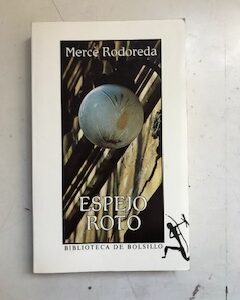 Mercè Rodoreda
ESPEJO
ROTO
BIBLIOTECA DE BOLSILLO